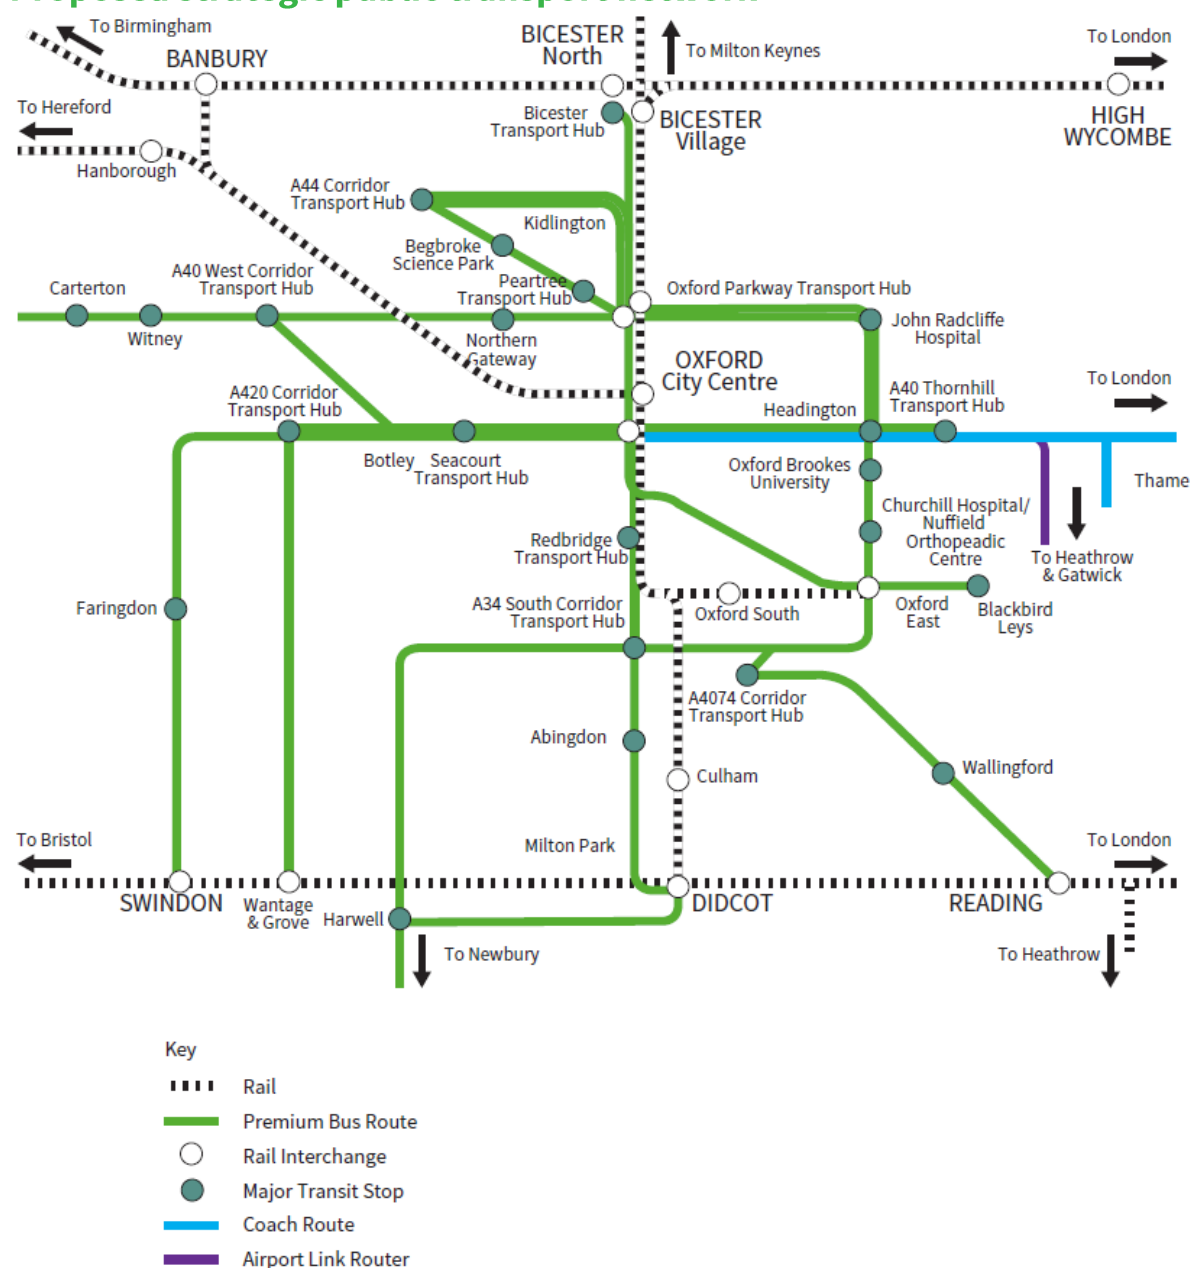 Proposed strategic public transport network
To Birmingham
BANBURY
BICESTER
North
To Milton Keynes
To London
To Hereford
Bicester
Transport Hub
BICESTER
Village
HIGH
WYCOMBE
Hanborough
A44 Corridor
Transport Hub
Kidlington
Begbroke
Science Park
A40 West Corridor
Transport Hub
Peartree
Transport Hub
Carterton
Oxford Parkway Transport Hub
Witney
Northern
Gateway
John Radcliffe
Hospital
OXFORD
City Centre
A420 Corridor
Transport Hub
Headington
A40 Thornhill
Transport Hub
To London
Botley
Seacourt
Transport Hub
Oxford Brookes
University
Thame
Churchill Hospital/
Nuffield
Orthopeadic
Centre
Redbridge
Transport Hub
To Heathrow
& Gatwick
Faringdon
A34 South Corridor
Transport Hub
Oxford South
Oxford
East
Blackbird
Leys
A4074 Corridor
Transport Hub
Abingdon
Culham
Wallingford
To Bristol
Milton Park
To London
SWINDON
Wantage
& Grove
Harwell
DIDCOT
READING
To Newbury
To Heathrow
Key
Rail
Premium Bus Route
Rail Interchange
Major Transit Stop
Coach Route
Airport Link Router